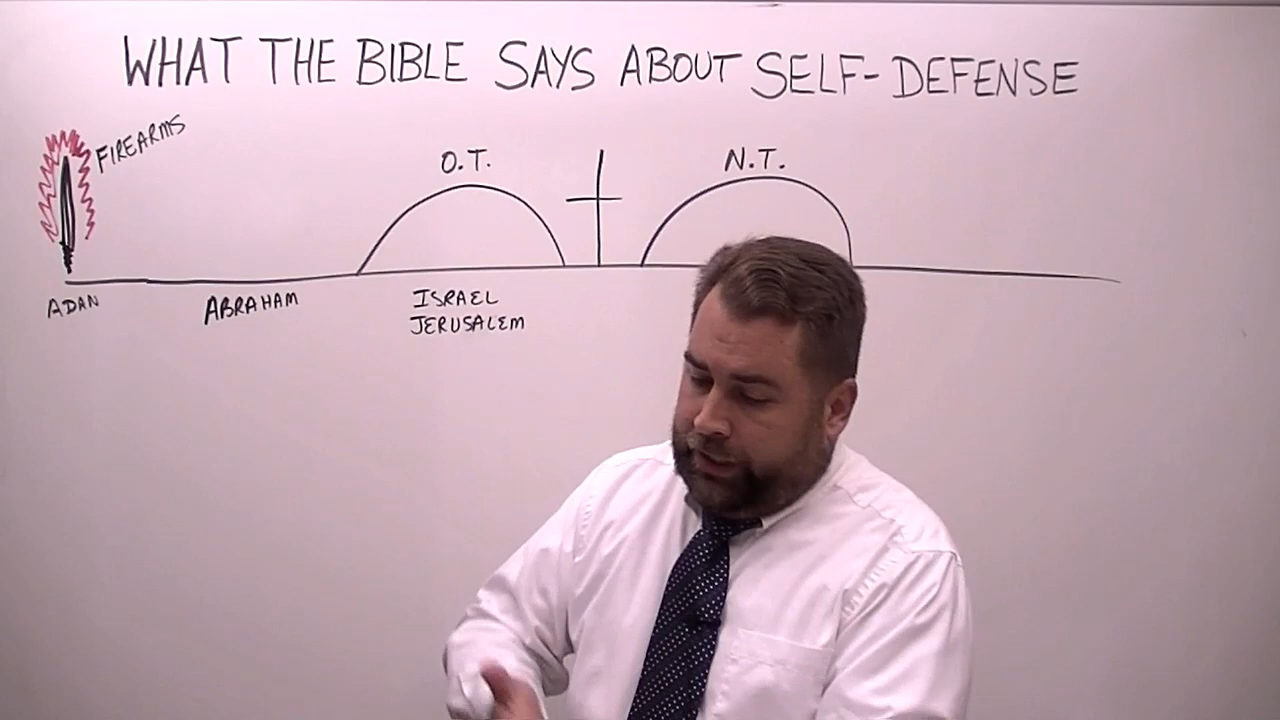 WHAT THE BIBLE SAYS ABOUT SELF-DEFENSE
FIREARMS
O.T.
N.T.
ADAN
ABRAHAM
ISRAEL
JERUSALEM